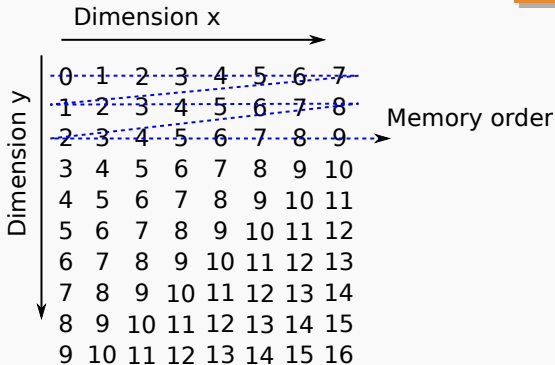 Dimension x
Dimension y
0 1 2 3 4 5 6 7
1 2 3 4 5 6 7 8
Memory order
2 3 4 5 6 7 8 9
3 4 5 6 7 8 9 10
4 5 6 7 8 9 10 11
5 6 7 8 9 10 11 12
6 7 8 9 10 11 12 13
7 8 9 10 11 12 13 14
8 9 10 11 12 13 14 15
9 10 11 12 13 14 15 16